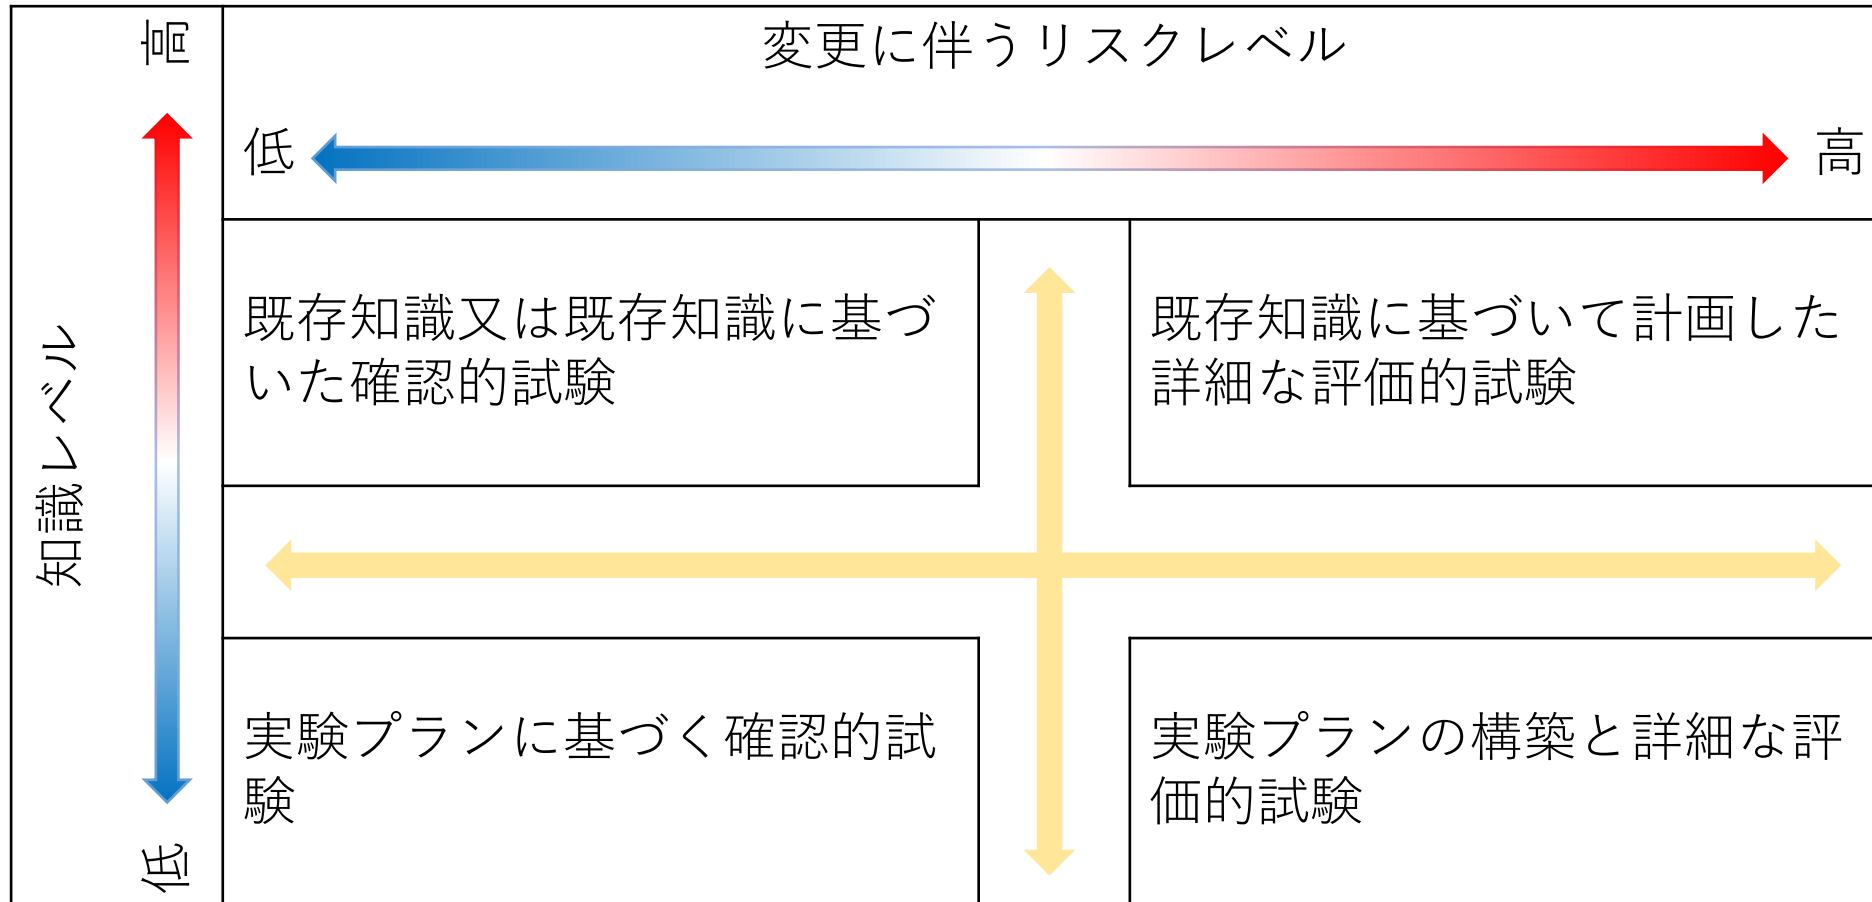 変更に伴うリスクレベル
高
低
高
知識レベル
既存知識又は既存知識に基づ
いた確認的試験
既存知識に基づいて計画した
詳細な評価的試験
実験プランに基づく確認的試
験
実験プランの構築と詳細な評
価的試験
低